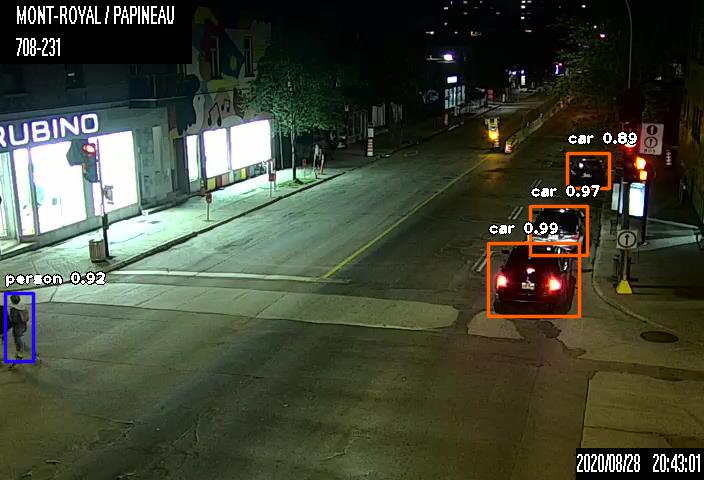 MONT-ROYAL / PAPINEAU
708-231
RUBINO
car 0.89
car 0.97
car 0.99
person 0.92
2020/08/28 20:43:01